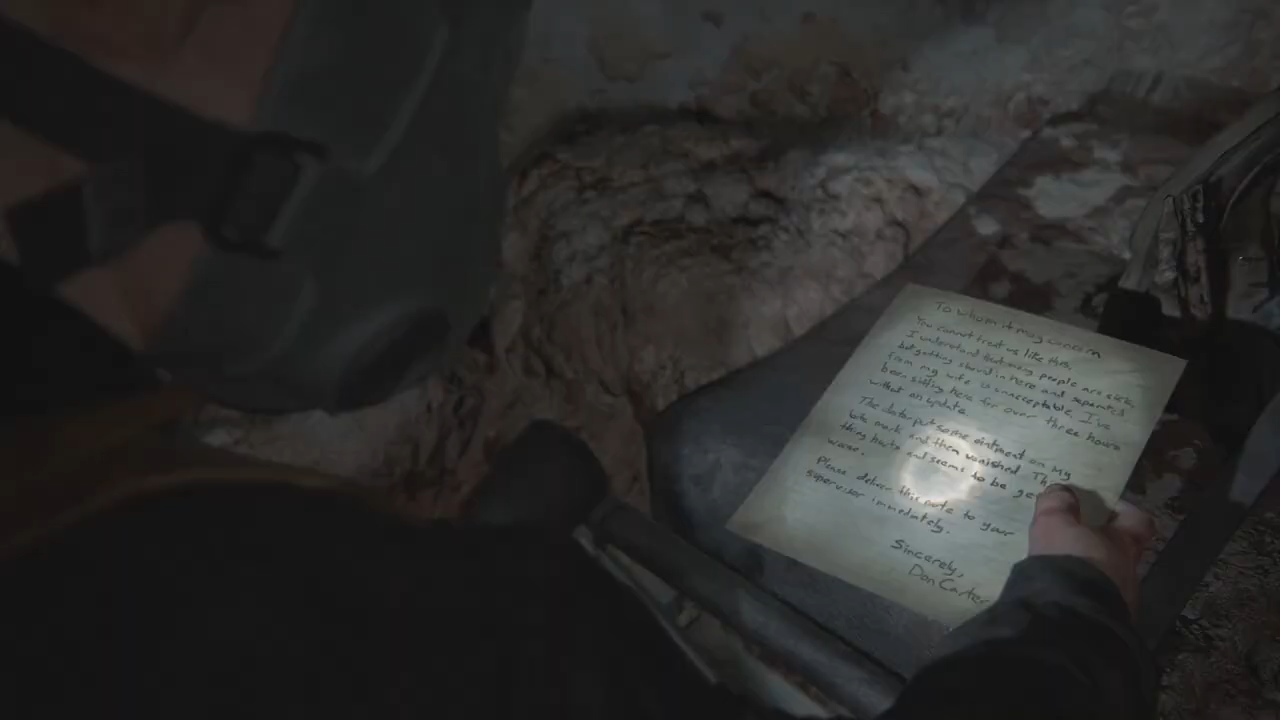 To whom it may concern
You cannot treat us like this.
I understand that many people are sick,
but getting shoved in here and separated
from my wife is unacceptable. I've
been sitting here for over three hours
without an update.
The doctor put some ointment on my
bite mark and then vanished. The
thing hurts and seems to be
worse.
Please deliver this note to your
supervisor immediately.
Sincerely,
Don Carter